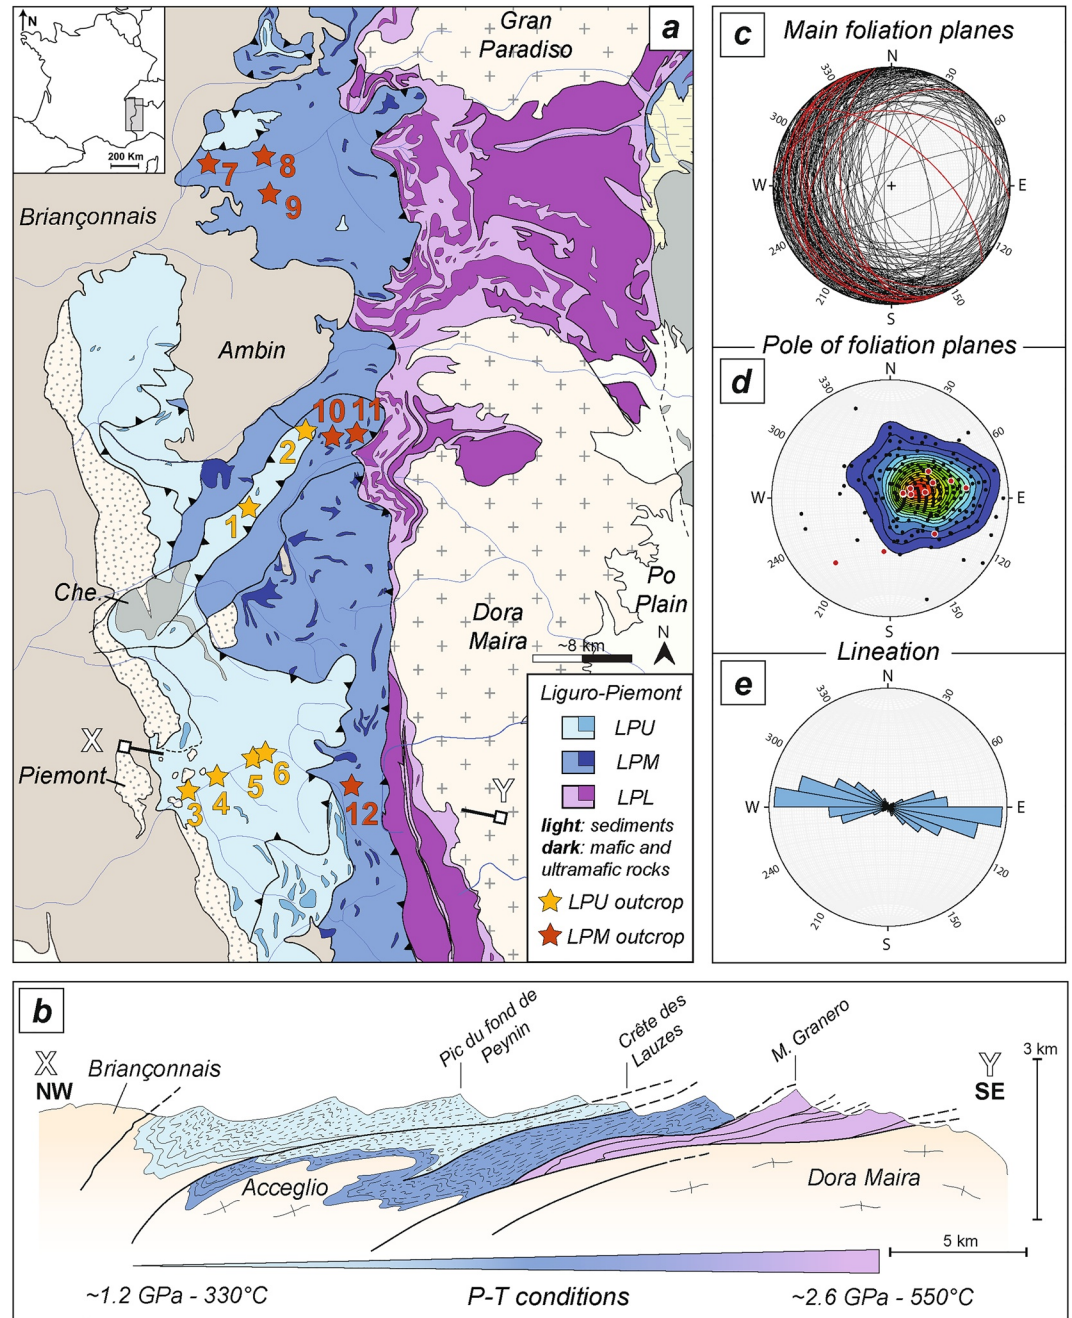 N
200 Km
a
Gran
Paradiso
7
8
9
Briançonnais
Ambin
10
11
2
1
Che.
Po
Plain
Dora
Maira
~8 km
N
X
Piemont
3
4
5
6
12
Y
Liguro-Piemont
LPU
LPM
LPL
light: sediments
dark: mafic and
ultramafic rocks
LPU outcrop
LPM outcrop
c
Main foliation planes
N
30
60
E
120
150
S
210
240
W
300
330
d
Pole of foliation planes
N
30
60
E
120
150
S
210
240
W
300
330
e
Lineation
N
30
60
E
120
150
S
210
240
W
300
330
b
X
NW
Briançonnais
Pic du fond de
Peynin
Crête des
Lauzes
M. Granero
Y
SE
3 km
Acceglio
Dora Maira
5 km
~1.2 GPa - 330°C
P-T conditions
~2.6 GPa - 550°C